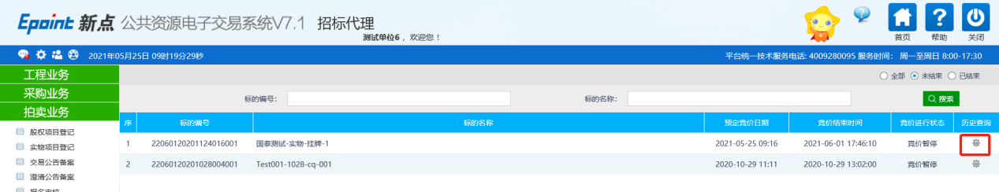 Epoint 新点 公共资源电子交易系统V7.1 招标代理
测试单位6 ，欢迎您！
首页 帮助 关闭
2021年05月25日 09时19分29秒 平台统一技术服务电话: 4009280095 服务时间: 周一至周日 8:00-17:30
工程业务
采购业务
拍卖业务
股权项目登记
实物项目登记
交易公告备案
澄清公告备案
报名审核
全部 未结束 已结束
标的编号: 标的名称: 搜索
序 标的编号 标的名称 预定竞价日期 竞价结束时间 竞价进行状态 历史查询
1 22060120201124016001 国泰测试-实物-挂牌-1 2021-05-25 09:16 2021-06-01 17:46:10 竞价暂停
2 22060120201028004001 Test001-1028-cq-001 2020-10-29 11:11 2020-10-29 13:02:00 竞价暂停